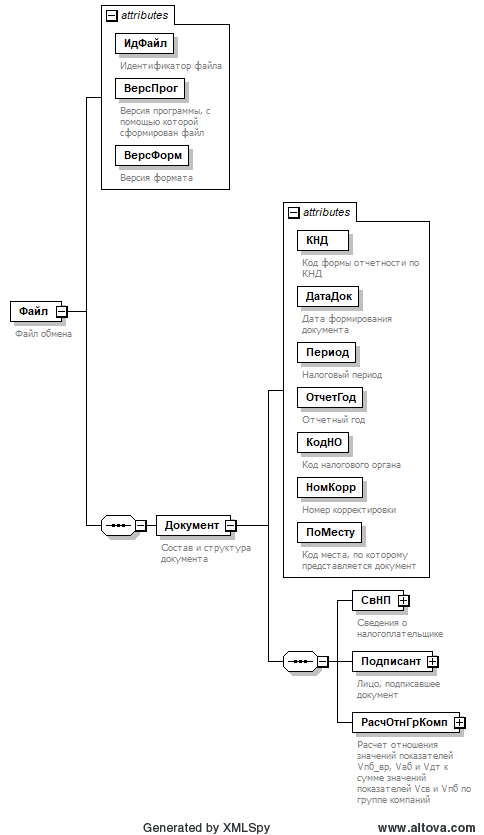 attributes
ИдФайл
Идентификатор файла
ВерсПрог
Версия программы, с
помощью которой
сформирован файл
ВерсФорм
Версия формата
Файл
Файл обмена
Документ
Состав и структура
документа
attributes
КНД
Код формы отчетности по
КНД
ДатаДок
Дата формирования
документа
Период
Налоговый период
ОтчетГод
Отчетный год
КодНО
Код налогового органа
НомКорр
Номер корректировки
ПоМесту
Код места, по которому
представляется документ
СвНП
Сведения о
налогоплательщике
Подписант
Лицо, подписавшее
документ
РасчОтнГрКомп
Расчет отношения
значений показателей
Vпб_вр, Vаб и Vдт к
сумме значений
показателей Vсв и Vпб по
группе компаний
Generated by XMLSpy
www.altova.com